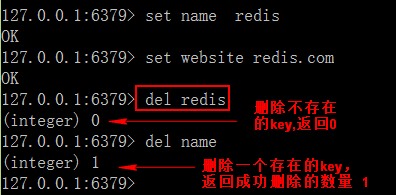 127.0.0.1:6379> set name  redis
OK
127.0.0.1:6379> set website redis.com
OK
127.0.0.1:6379> del redis
(integer) 0
删除不存在
的key,返回0
127.0.0.1:6379> del name
(integer) 1
删除一个存在的key，
返回成功删除的数量 1
127.0.0.1:6379>